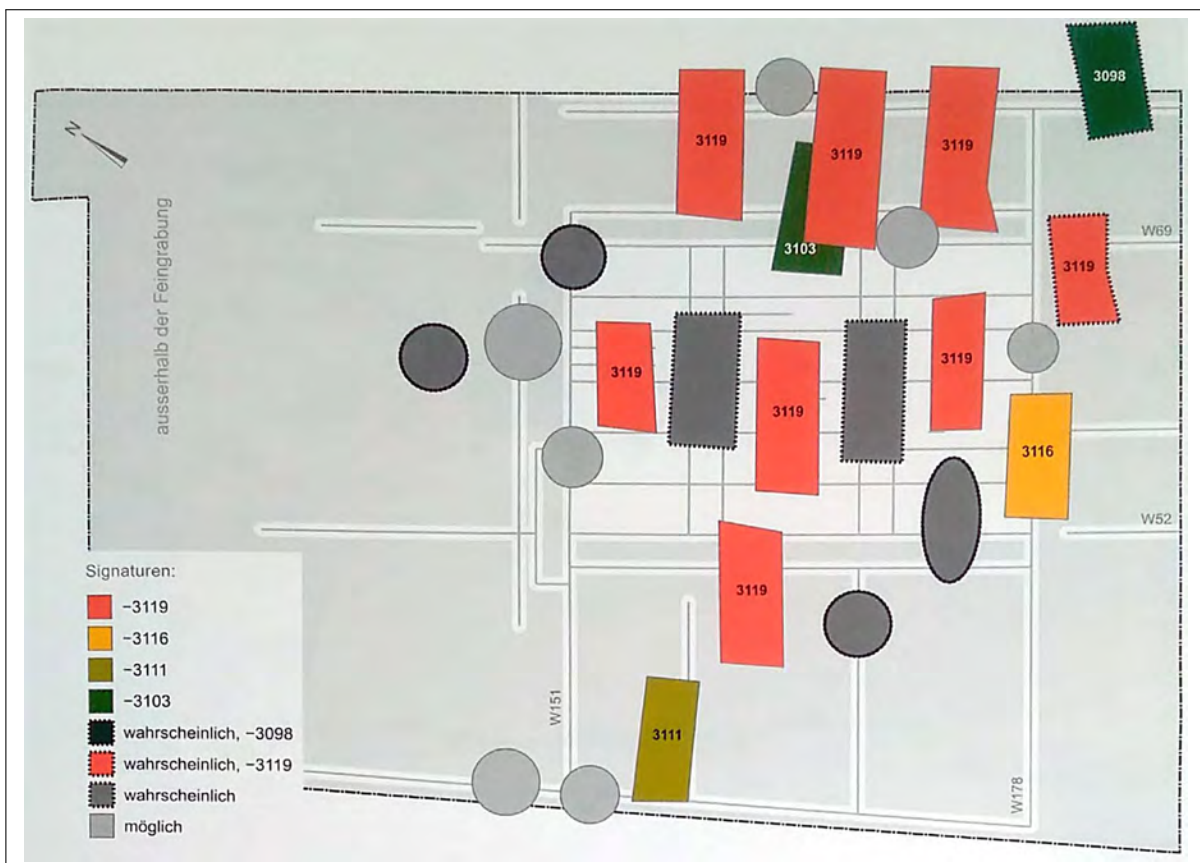 3098
3119
3119
3119
3103
W69
3119
N
ausserhalb der Feingrabung
3119
3119
3119
3116
W52
3119
3111
W151
W178
Signaturen:
−3119
−3116
−3111
−3103
wahrscheinlich, −3098
wahrscheinlich, −3119
wahrscheinlich
möglich